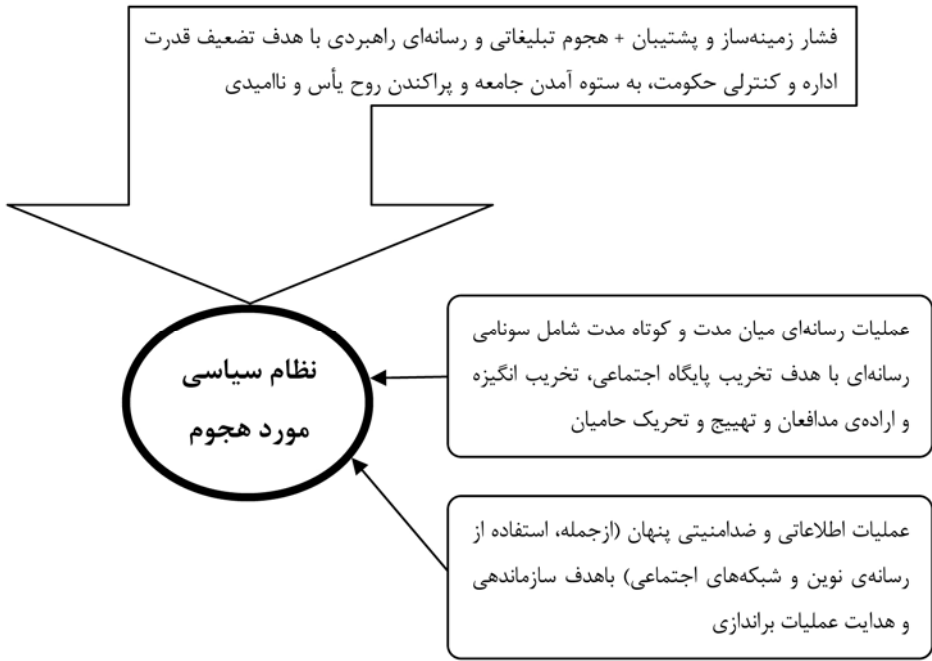 فشار زمینه‌ساز و پشتیبان + هجوم تبلیغاتی و رسانه‌ای راهبردی با هدف تضعیف قدرت
اداره و کنترلی حکومت، به ستوه آمدن جامعه و پراکندن روح یأس و ناامیدی
عملیات رسانه‌ای میان مدت و کوتاه مدت شامل سونامی
رسانه‌ای با هدف تخریب پایگاه اجتماعی، تخریب انگیزه
و اراده‌ی مدافعان و تهییج و تحریک حامیان
نظام سیاسی
مورد هجوم
عملیات اطلاعاتی و ضدامنیتی پنهان (ازجمله، استفاده از
رسانه‌ی نوین و شبکه‌های اجتماعی) باهدف سازماندهی
و هدایت عملیات براندازی